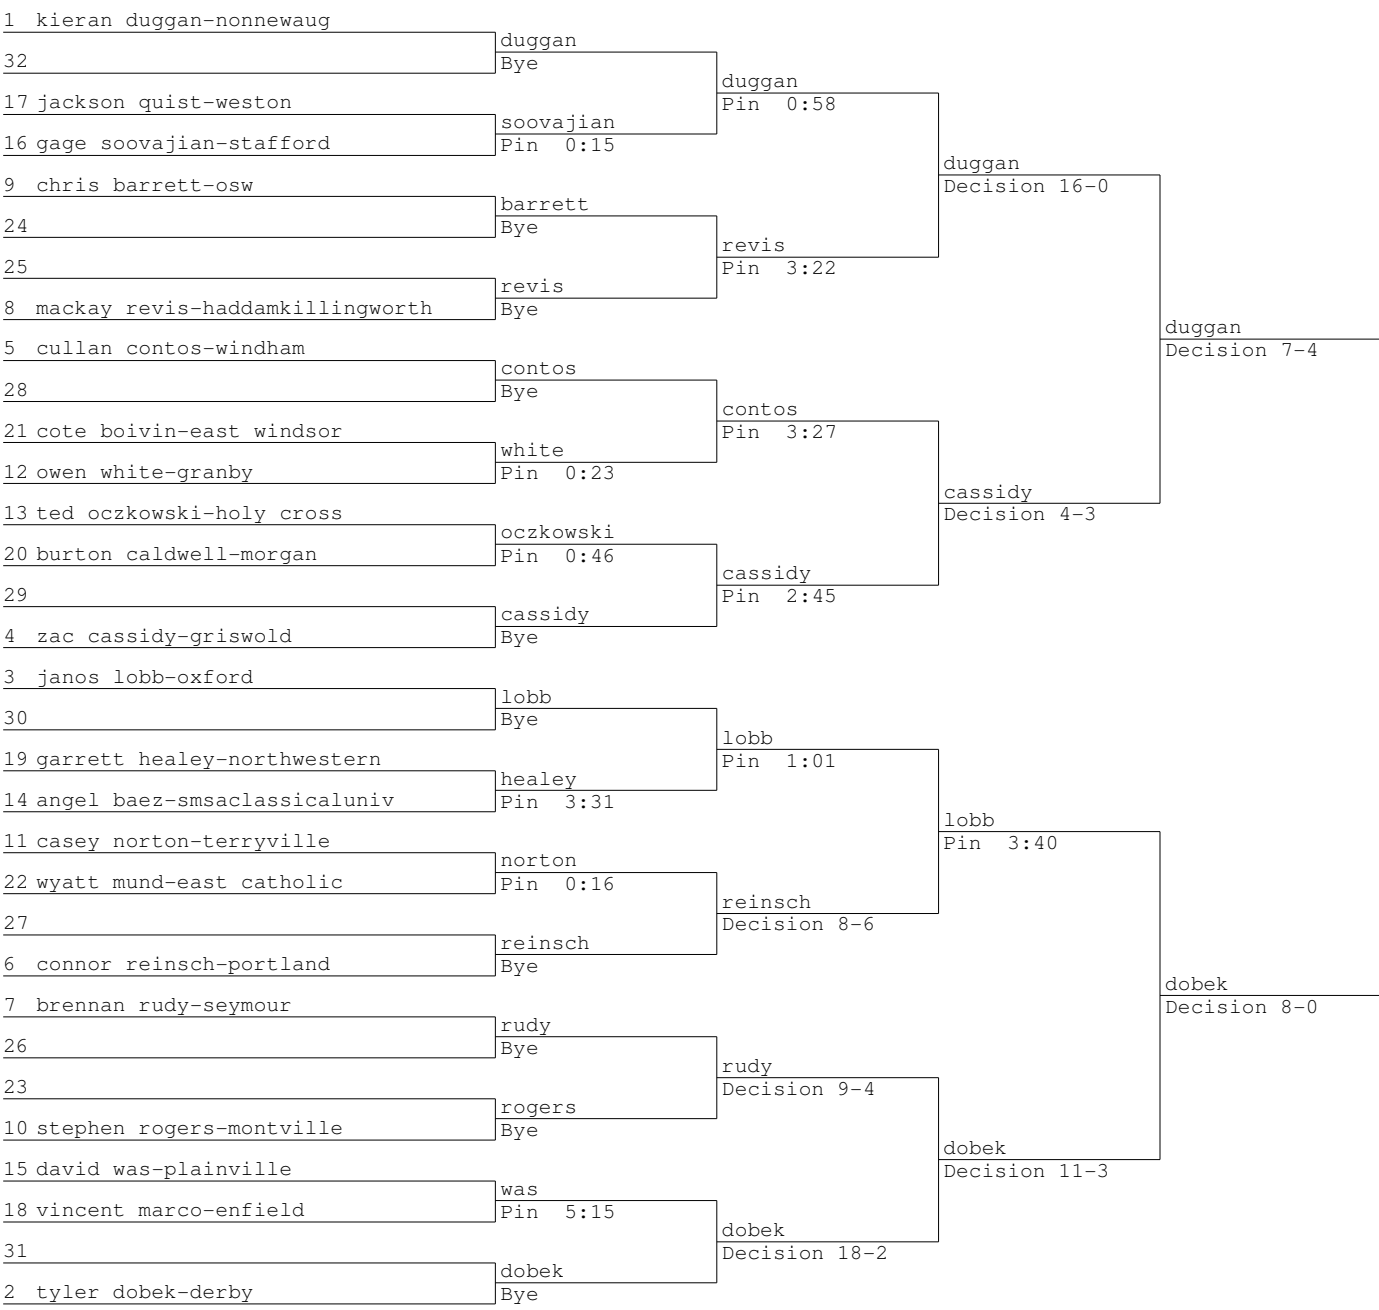 1 kieran duggan-nonnewaug
32
17 jackson quist-weston
16 gage soovajian-stafford
9 chris barrett-osw
24
25
8 mackay revis-haddamkillingworth
5 cullan contos-windham
28
21 cote boivin-east windsor
12 owen white-granby
13 ted oczkowski-holy cross
20 burton caldwell-morgan
29
4 zac cassidy-griswold
3 janos lobb-oxford
30
19 garrett healey-northwestern
14 angel baez-smsaclassicaluniv
11 casey norton-terryville
22 wyatt mund-east catholic
27
6 connor reinsch-portland
7 brennan rudy-seymour
26
23
10 stephen rogers-montville
15 david was-plainville
18 vincent marco-enfield
31
2 tyler dobek-derby
duggan
Bye
soovajian
Pin 0:15
barrett
Bye
revis
Bye
contos
Bye
white
Pin 0:23
oczkowski
Pin 0:46
cassidy
Bye
lobb
Bye
healey
Pin 3:31
norton
Pin 0:16
reinsch
Bye
rudy
Bye
rogers
Bye
was
Pin 5:15
dobek
Bye
duggan
Pin 0:58
revis
Pin 3:22
contos
Pin 3:27
cassidy
Pin 2:45
lobb
Pin 1:01
reinsch
Decision 8-6
rudy
Decision 9-4
dobek
Decision 18-2
duggan
Decision 16-0
cassidy
Decision 4-3
lobb
Pin 3:40
dobek
Decision 11-3
duggan
Decision 7-4
dobek
Decision 8-0